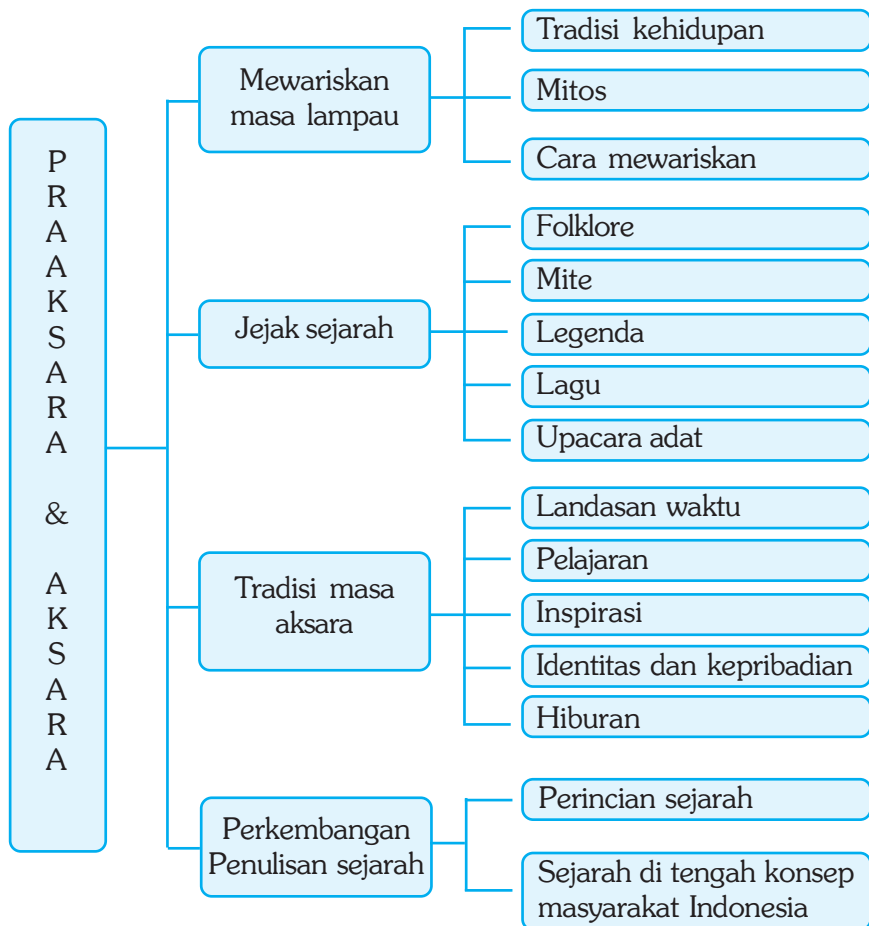 PRAAKSARA & AKSARA
Mewariskan
masa lampau
Tradisi kehidupan
Mitos
Cara mewariskan
Jejak sejarah
Folklore
Mite
Legenda
Lagu
Upacara adat
Tradisi masa
aksara
Landasan waktu
Pelajaran
Inspirasi
Identitas dan kepribadian
Hiburan
Perkembangan
Penulisan sejarah
Perincian sejarah
Sejarah di tengah konsep
masyarakat Indonesia